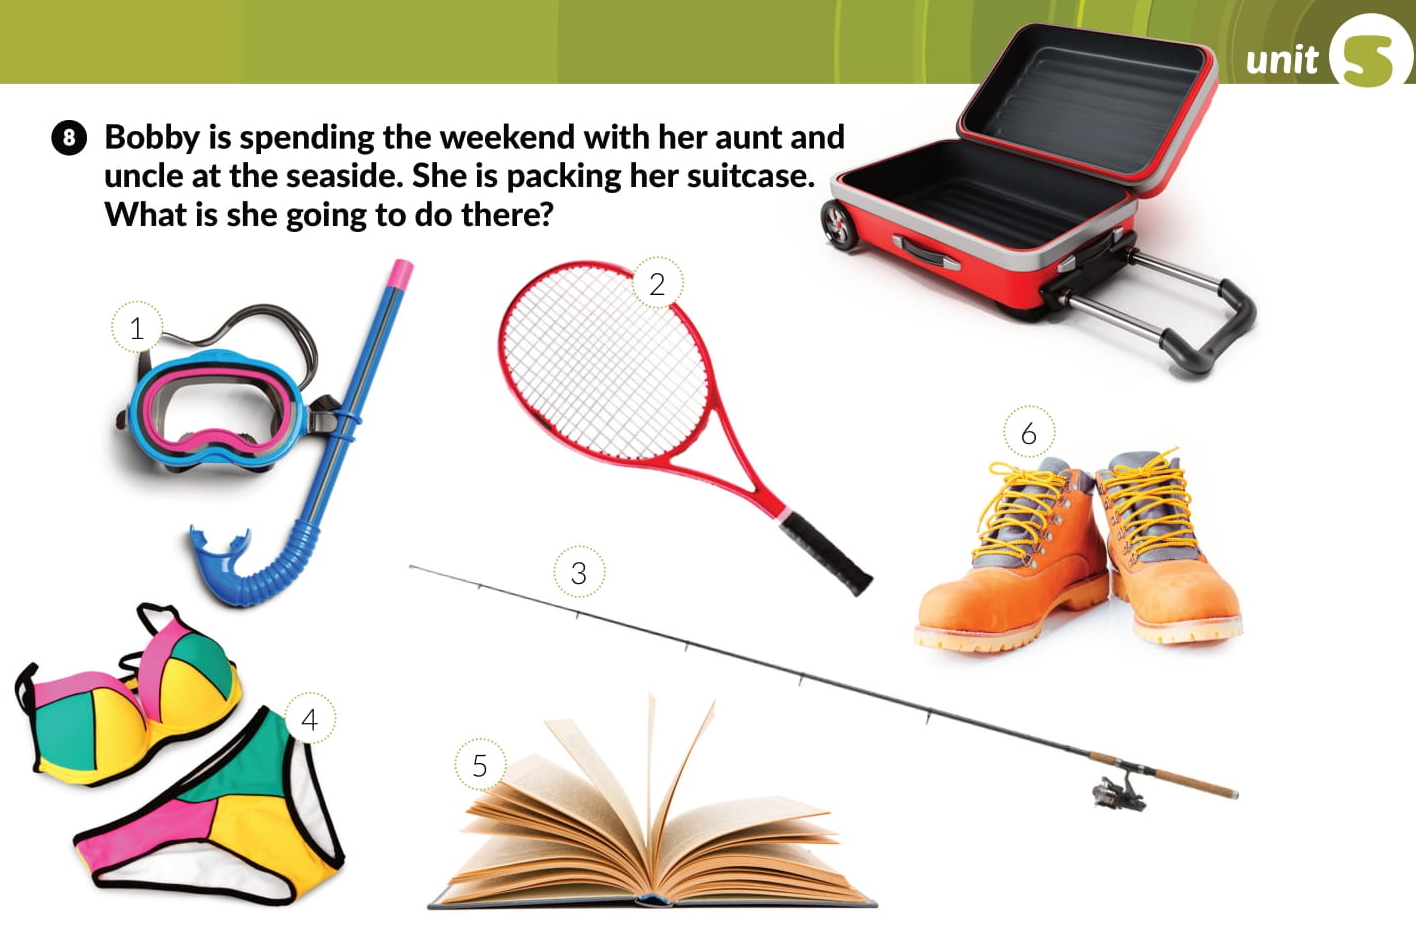 unit 5
8 Bobby is spending the weekend with her aunt and
uncle at the seaside. She is packing her suitcase.
What is she going to do there?
1
2
6
3
4
5